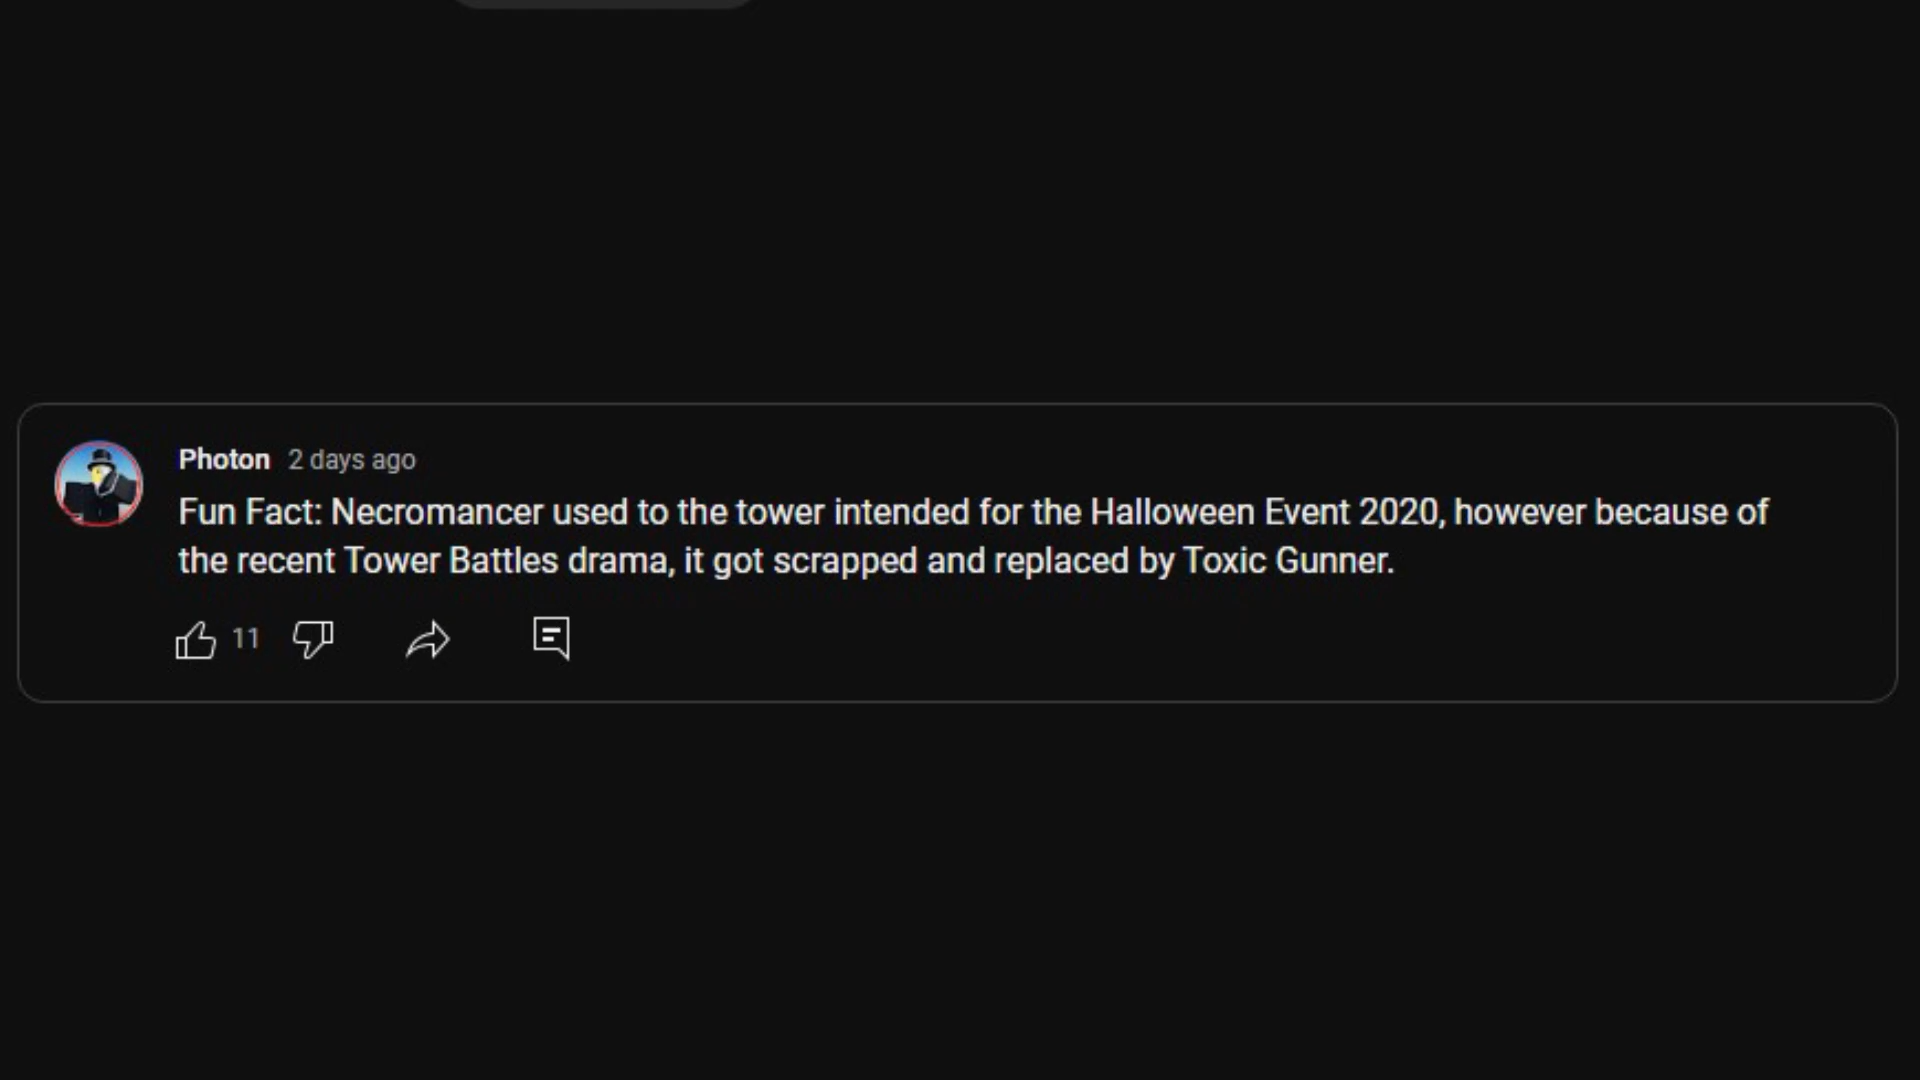 Photon 2 days ago
Fun Fact: Necromancer used to the tower intended for the Halloween Event 2020, however because of
the recent Tower Battles drama, it got scrapped and replaced by Toxic Gunner.
11